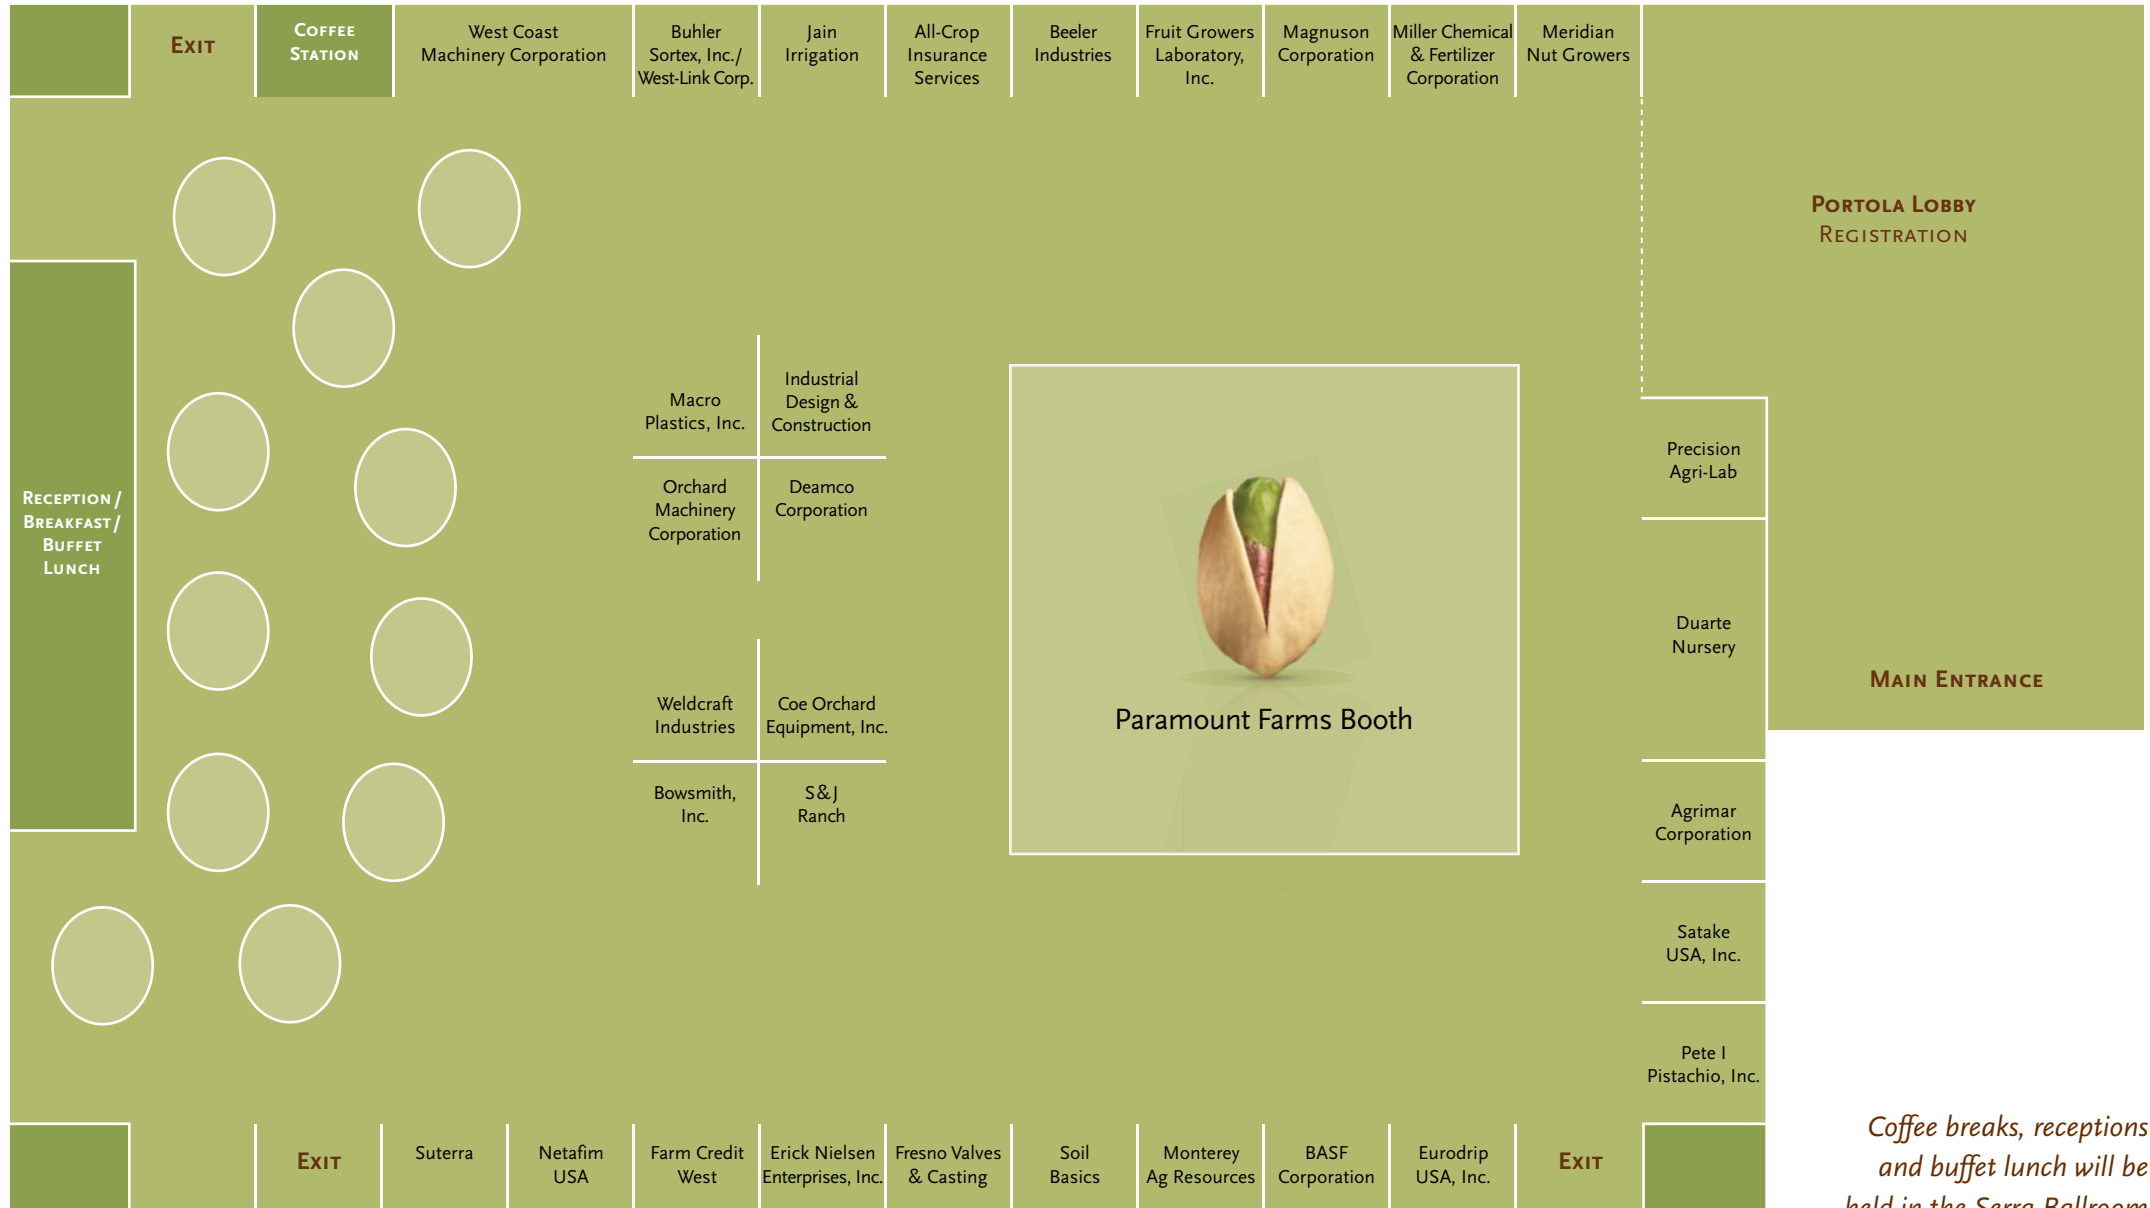 Exit
Coffee
Station
West Coast
Machinery Corporation
Buhler
Sortex, Inc./
West-Link Corp.
Jain
Irrigation
All-Crop
Insurance
Services
Beeler
Industries
Fruit Growers
Laboratory,
Inc.
Magnuson
Corporation
Miller Chemical
& Fertilizer
Corporation
Meridian
Nut Growers
Portola Lobby
Registration
Reception/
Breakfast/
Buffet
Lunch
Macro
Plastics, Inc.
Industrial
Design &
Construction
Orchard
Machinery
Corporation
Deamco
Corporation
Weldcraft
Industries
Coe Orchard
Equipment, Inc.
Bowsmith,
Inc.
S&J
Ranch
Paramount Farms Booth
Precision
Agri-Lab
Duarte
Nursery
Main Entrance
Agrimar
Corporation
Satake
USA, Inc.
Pete I
Pistachio, Inc.
Exit
Suterra
Netafim
USA
Farm Credit
West
Erick Nielsen
Enterprises, Inc.
Fresno Valves
& Casting
Soil
Basics
Monterey
Ag Resources
BASF
Corporation
Eurodrip
USA, Inc.
Exit
Coffee breaks, receptions
and buffet lunch will be
held in the Serra Ballroom